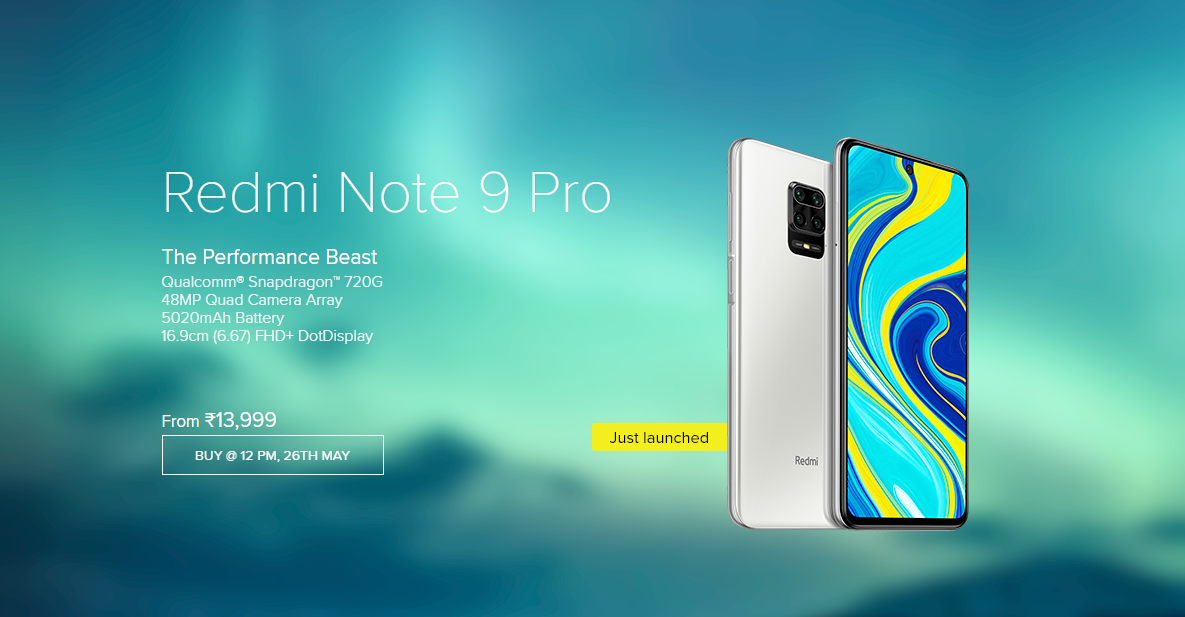 Redmi Note 9 Pro
The Performance Beast
Qualcomm® Snapdragon™ 720G
48MP Quad Camera Array
5020mAh Battery
16.9cm (6.67) FHD+ DotDisplay
From ₹13,999
BUY @ 12 PM, 26TH MAY
Just launched
Redmi